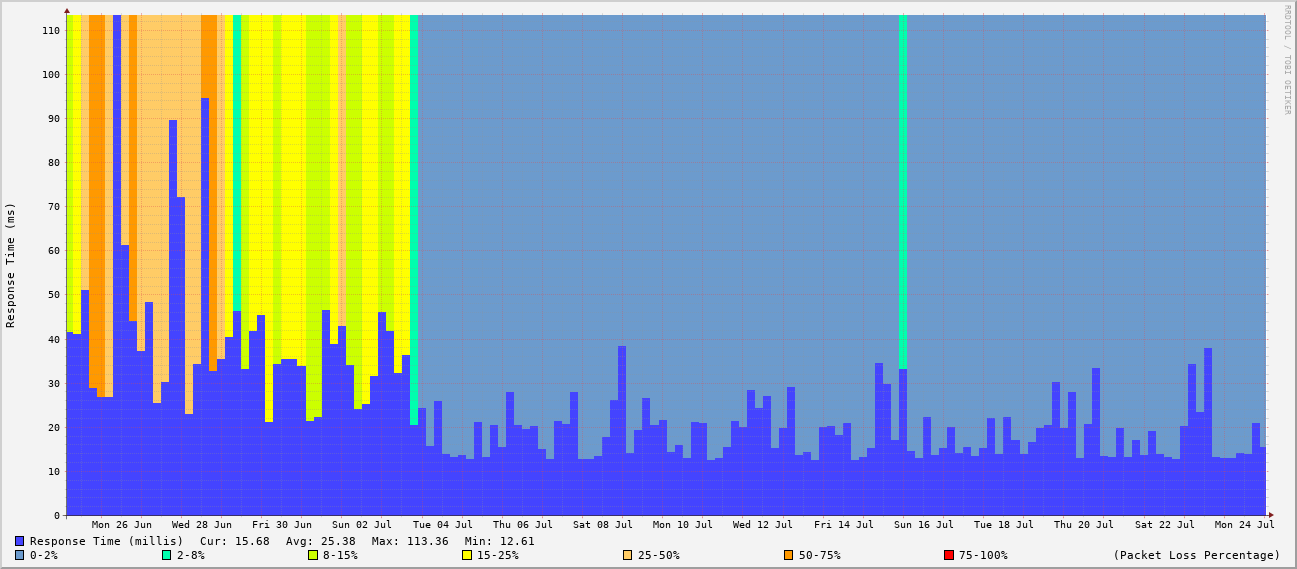 RRDTOOL / TOBI OETIKER
Response Time (ms)
110
100
90
80
70
60
50
40
30
20
10
0
Mon 26 Jun Wed 28 Jun Fri 30 Jun Sun 02 Jul Tue 04 Jul Thu 06 Jul Sat 08 Jul Mon 10 Jul Wed 12 Jul Fri 14 Jul Sun 16 Jul Tue 18 Jul Thu 20 Jul Sat 22 Jul Mon 24 Jul
Response Time (millis) Cur: 15.68 Avg: 25.38 Max: 113.36 Min: 12.61
0-2% 2-8% 8-15% 15-25% 25-50% 50-75% 75-100% (Packet Loss Percentage)